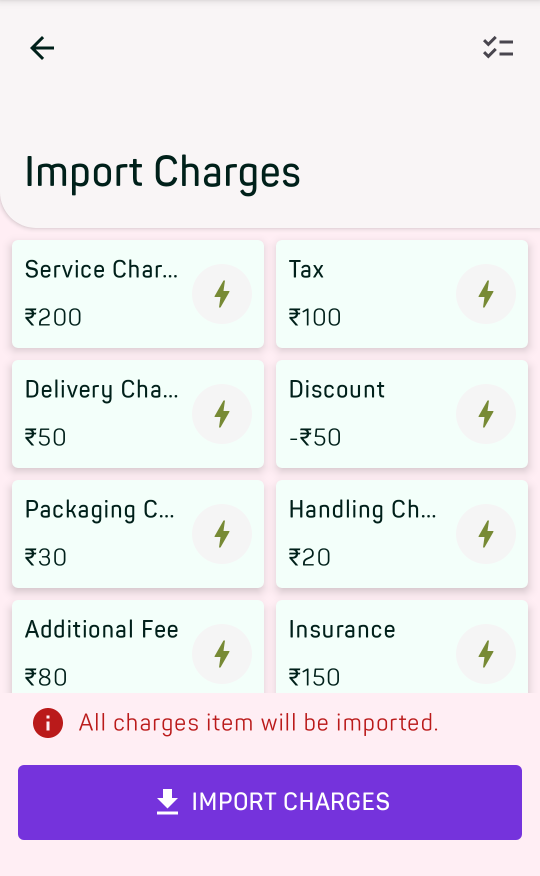 Import Charges
Service Char...
₹200
Tax
₹100
Delivery Cha...
₹50
Discount
-₹50
Packaging C...
₹30
Handling Ch...
₹20
Additional Fee
₹80
Insurance
₹150
All charges item will be imported.
IMPORT CHARGES